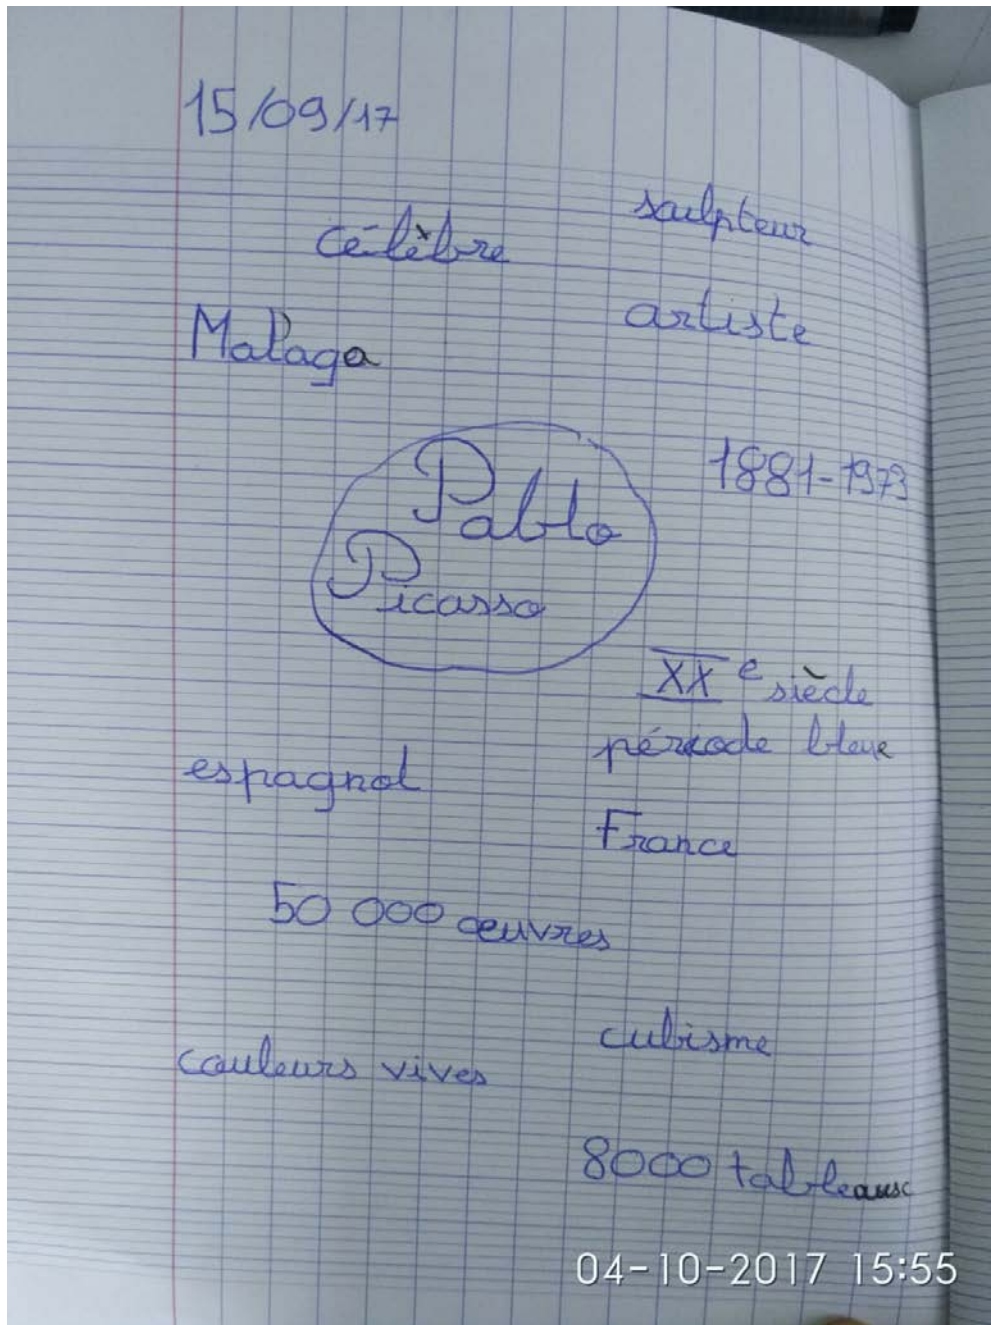 15/09/17
sculpteur
célèbre
artiste
Malaga
1881-1973
Pablo
Picasso
XXe siècle
période bleue
espagnol
France
50 000 œuvres
cubisme
couleurs vives
8000 tableaux
04-10-2017 15:55